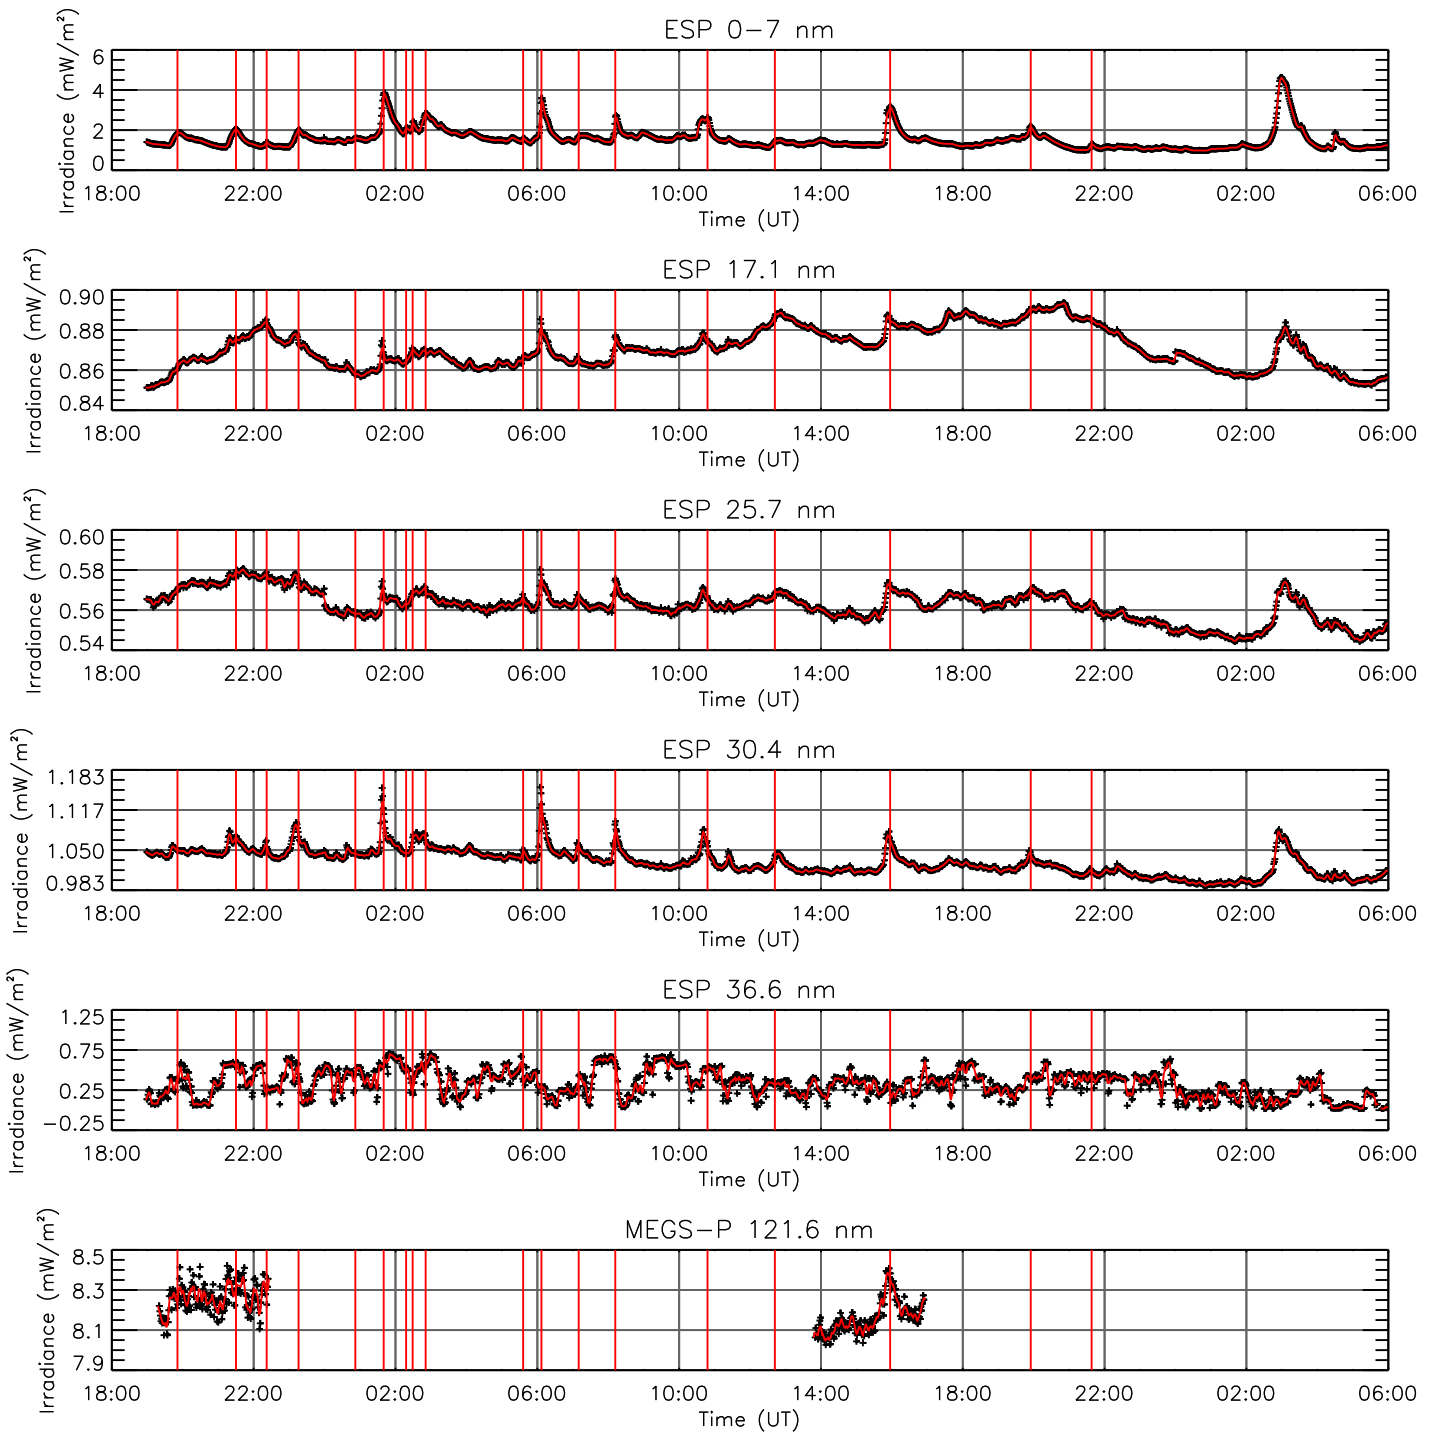 ESP 0-7 nm
Irradiance (mW/m²)
6
4
2
0
18:00 22:00 02:00 06:00 10:00 14:00 18:00 22:00 02:00 06:00
Time (UT)
ESP 17.1 nm
Irradiance (mW/m²)
0.90
0.88
0.86
0.84
18:00 22:00 02:00 06:00 10:00 14:00 18:00 22:00 02:00 06:00
Time (UT)
ESP 25.7 nm
Irradiance (mW/m²)
0.60
0.58
0.56
0.54
18:00 22:00 02:00 06:00 10:00 14:00 18:00 22:00 02:00 06:00
Time (UT)
ESP 30.4 nm
Irradiance (mW/m²)
1.183
1.117
1.050
0.983
18:00 22:00 02:00 06:00 10:00 14:00 18:00 22:00 02:00 06:00
Time (UT)
ESP 36.6 nm
Irradiance (mW/m²)
1.25
0.75
0.25
-0.25
18:00 22:00 02:00 06:00 10:00 14:00 18:00 22:00 02:00 06:00
Time (UT)
MEGS-P 121.6 nm
Irradiance (mW/m²)
8.5
8.3
8.1
7.9
18:00 22:00 02:00 06:00 10:00 14:00 18:00 22:00 02:00 06:00
Time (UT)